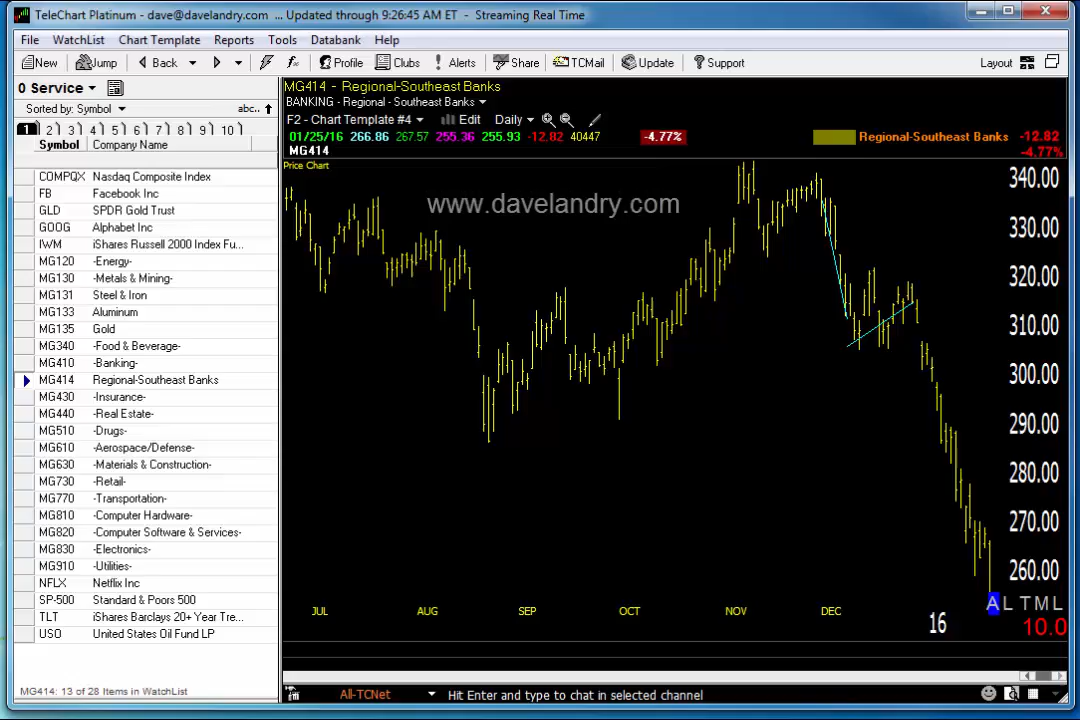 TeleChart Platinum - dave@davelandry.com ... Updated through 9:26:45 AM ET - Streaming Real Time
File WatchList Chart Template Reports Tools Databank Help
New Jump Back Profile Clubs Alerts Share TCMail Update Support Layout
0 Service
Sorted by: Symbol abc..
1 2 3 4 5 6 7 8 9 10
Symbol Company Name
COMPQX Nasdaq Composite Index
FB Facebook Inc
GLD SPDR Gold Trust
GOOG Alphabet Inc
IWM iShares Russell 2000 Index Fu...
MG120 -Energy-
MG130 -Metals & Mining-
MG131 Steel & Iron
MG133 Aluminum
MG135 Gold
MG340 -Food & Beverage-
MG410 -Banking-
MG414 Regional-Southeast Banks
MG430 -Insurance-
MG440 -Real Estate-
MG510 -Drugs-
MG610 -Aerospace/Defense-
MG630 -Materials & Construction-
MG730 -Retail-
MG770 -Transportation-
MG810 -Computer Hardware-
MG820 -Computer Software & Services-
MG830 -Electronics-
MG910 -Utilities-
NFLX Netflix Inc
SP-500 Standard & Poors 500
TLT iShares Barclays 20+ Year Tre...
USO United States Oil Fund LP
MG414: 13 of 28 Items in WatchList
MG414 - Regional-Southeast Banks
BANKING - Regional - Southeast Banks
F2 - Chart Template #4 Edit Daily
01/25/16 266.86 267.57 255.36 255.93 -12.82 40447 -4.77% Regional-Southeast Banks -12.82
MG414 -4.77%
Price Chart
www.davelandry.com
340.00
330.00
320.00
310.00
300.00
290.00
280.00
270.00
260.00
A L T M L
JUL AUG SEP OCT NOV DEC
16 10.0
All-TCNet Hit Enter and type to chat in selected channel